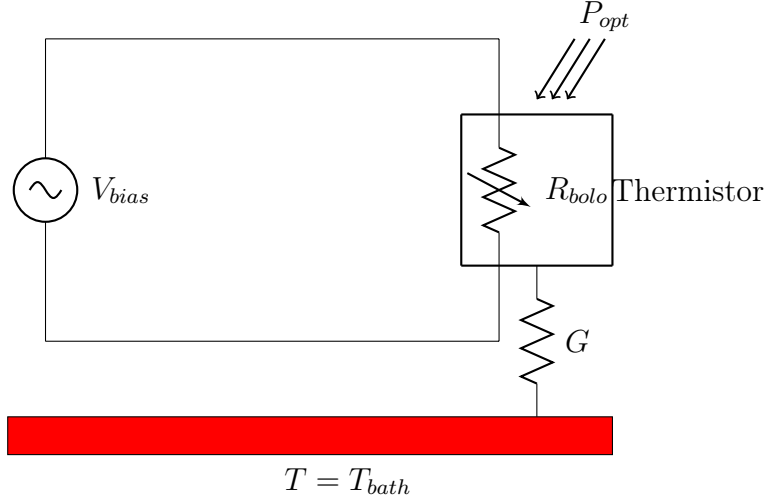 P_opt
V_bias
R_bolo Thermistor
G
T = T_bath